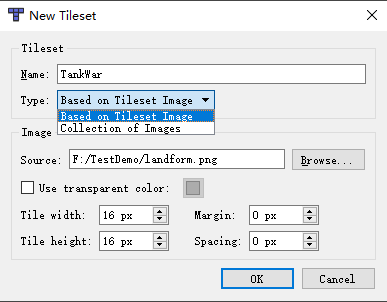 New Tileset
Tileset
Name: TankWar
Type: Based on Tileset Image
Based on Tileset Image
Collection of Images
Image
Source: F:/TestDemo/landform.png Browse...
Use transparent color:
Tile width: 16 px Margin: 0 px
Tile height: 16 px Spacing: 0 px
OK Cancel